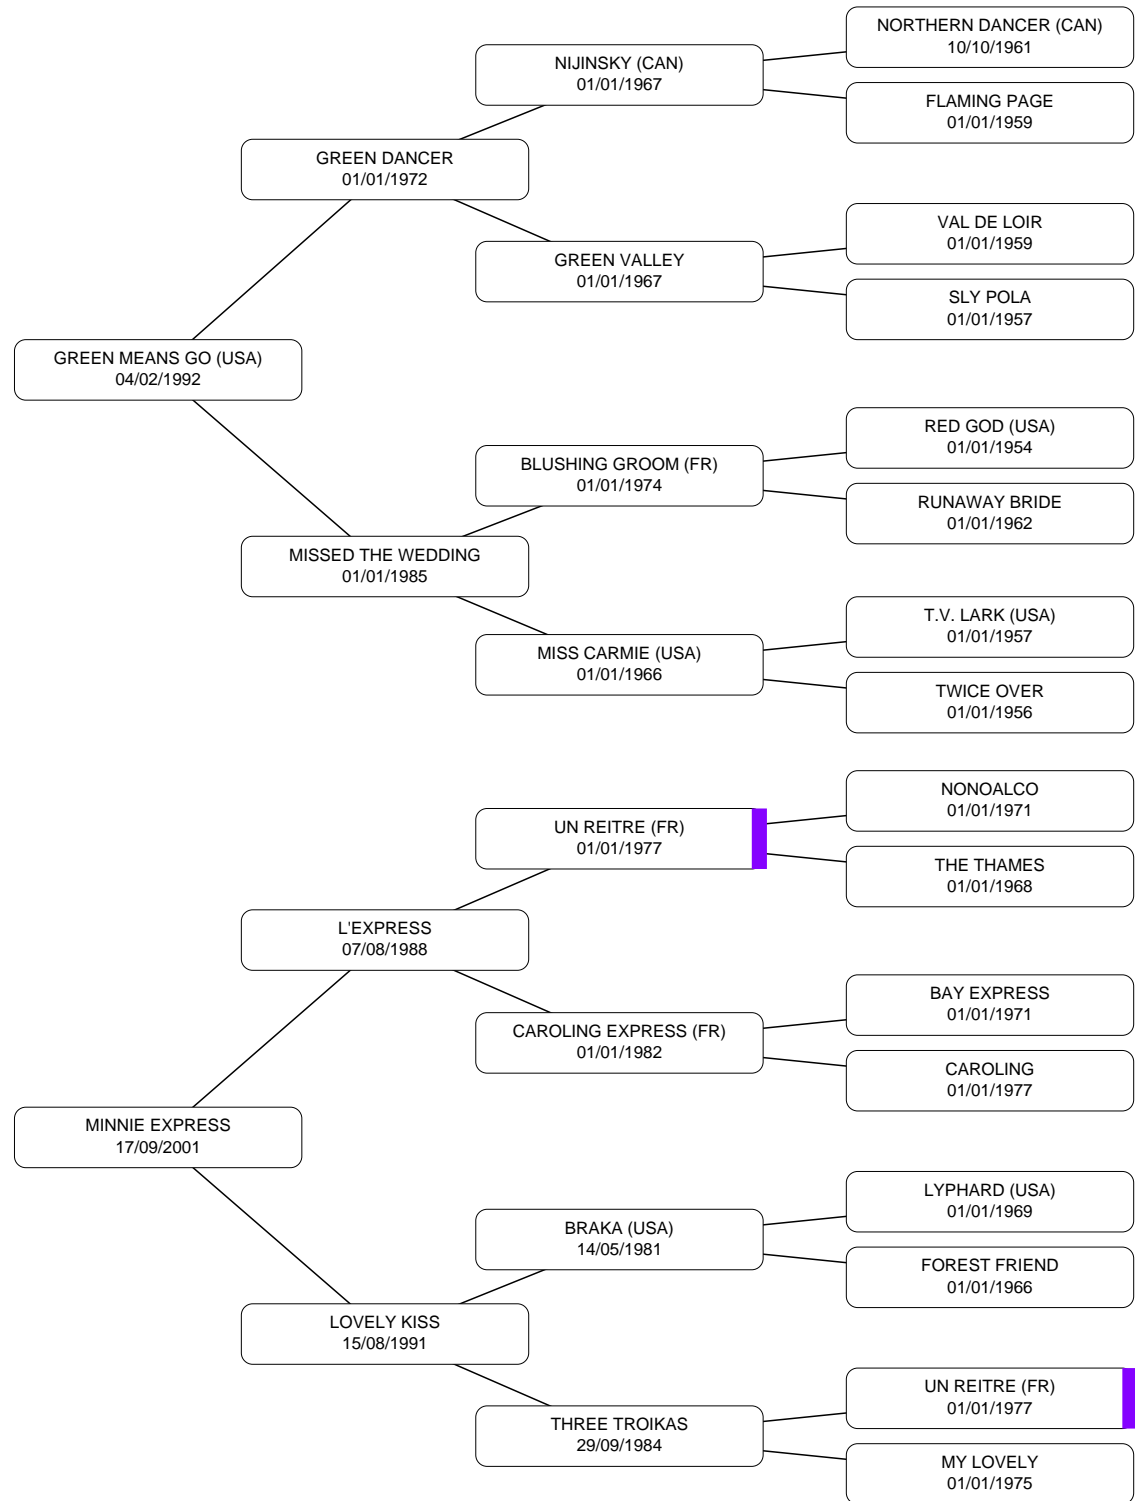 NORTHERN DANCER (CAN)
10/10/1961
NIJINSKY (CAN)
01/01/1967
FLAMING PAGE
01/01/1959
GREEN DANCER
01/01/1972
VAL DE LOIR
01/01/1959
GREEN VALLEY
01/01/1967
SLY POLA
01/01/1957
GREEN MEANS GO (USA)
04/02/1992
RED GOD (USA)
01/01/1954
BLUSHING GROOM (FR)
01/01/1974
RUNAWAY BRIDE
01/01/1962
MISSED THE WEDDING
01/01/1985
T.V. LARK (USA)
01/01/1957
MISS CARMIE (USA)
01/01/1966
TWICE OVER
01/01/1956
NONOALCO
01/01/1971
UN REITRE (FR)
01/01/1977
THE THAMES
01/01/1968
L'EXPRESS
07/08/1988
BAY EXPRESS
01/01/1971
CAROLING EXPRESS (FR)
01/01/1982
CAROLING
01/01/1977
MINNIE EXPRESS
17/09/2001
LYPHARD (USA)
01/01/1969
BRAKA (USA)
14/05/1981
FOREST FRIEND
01/01/1966
LOVELY KISS
15/08/1991
UN REITRE (FR)
01/01/1977
THREE TROIKAS
29/09/1984
MY LOVELY
01/01/1975